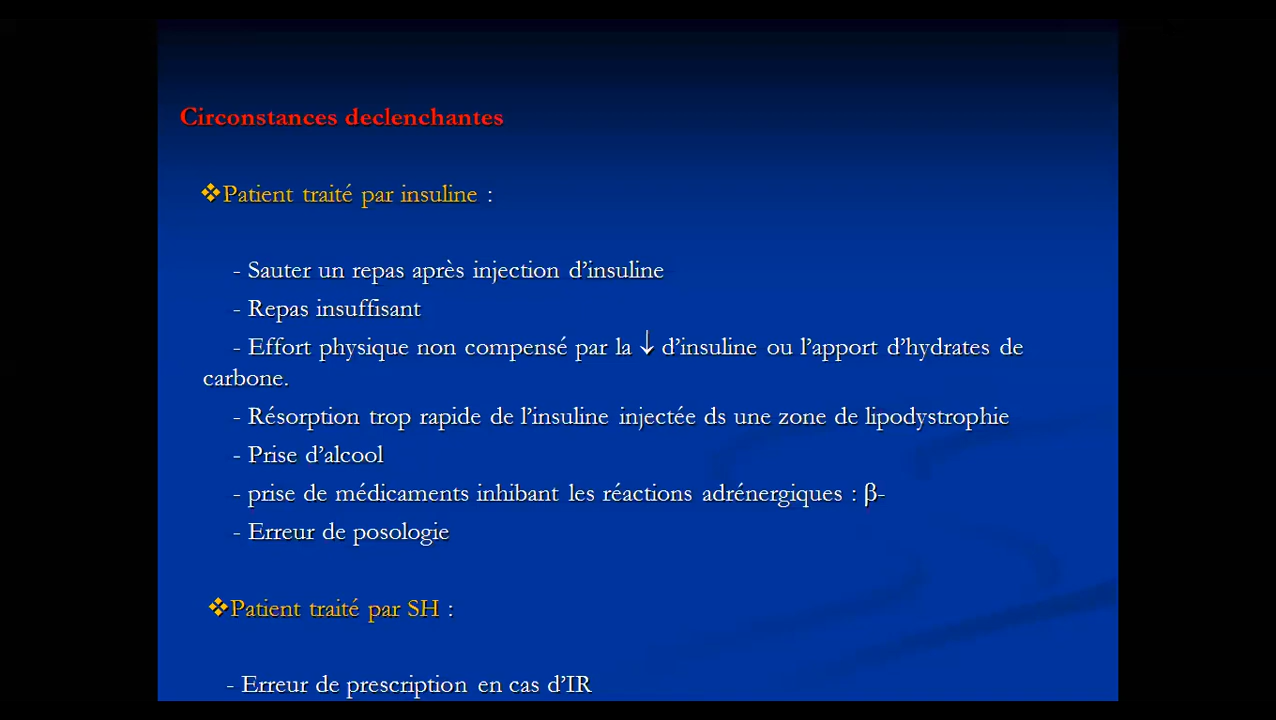 Circonstances declenchantes
❖Patient traité par insuline :
- Sauter un repas après injection d’insuline
- Repas insuffisant
- Effort physique non compensé par la ↓ d’insuline ou l’apport d’hydrates de
carbone.
- Résorption trop rapide de l’insuline injectée ds une zone de lipodystrophie
- Prise d’alcool
- prise de médicaments inhibant les réactions adrénergiques : β-
- Erreur de posologie
❖Patient traité par SH :
- Erreur de prescription en cas d’IR